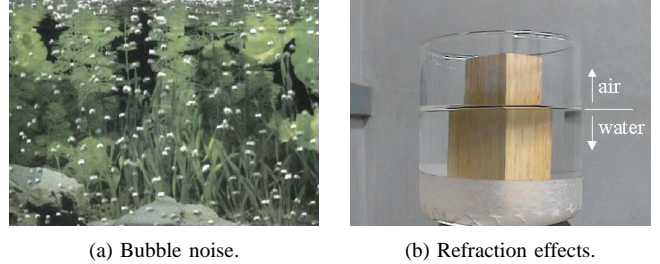 air
water
(a) Bubble noise.
(b) Refraction effects.